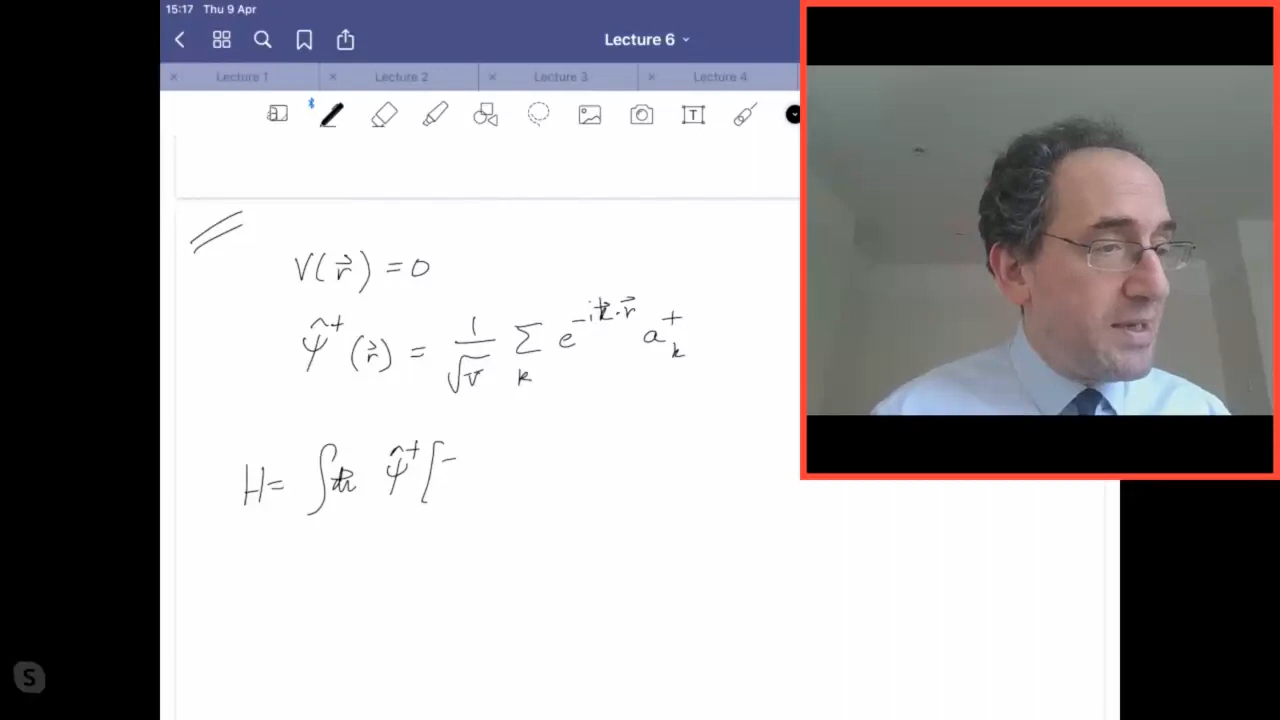 15:17 Thu 9 Apr
Lecture 6
Lecture 1
Lecture 2
Lecture 3
Lecture 4
T
V(r⃗) = 0
ψ̂⁺(r⃗) = 1/√V Σ_k e^{-ik⃗·r⃗} a⁺_k
H = ∫dr ψ̂⁺[-
S